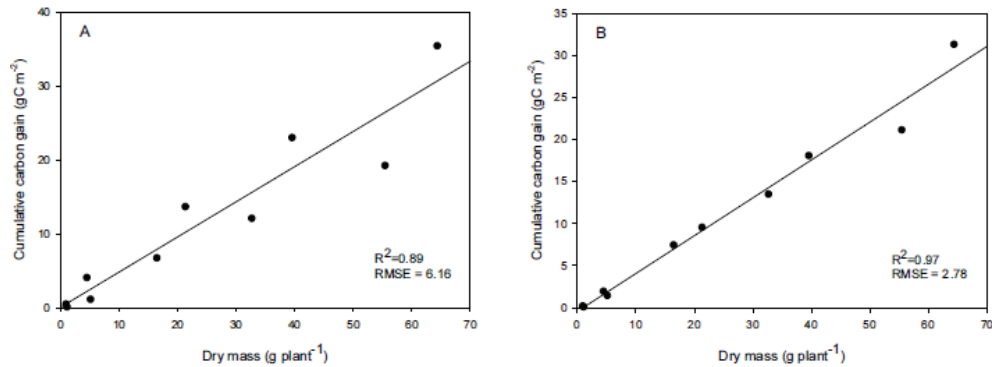 A
40
30
20
10
0
Cumulative carbon gain (gC m-2)
R2=0.89
RMSE = 6.16
0 10 20 30 40 50 60 70
Dry mass (g plant-1)
B
35
30
25
20
15
10
5
0
Cumulative carbon gain (gC m-2)
R2=0.97
RMSE = 2.78
0 10 20 30 40 50 60 70
Dry mass (g plant-1)